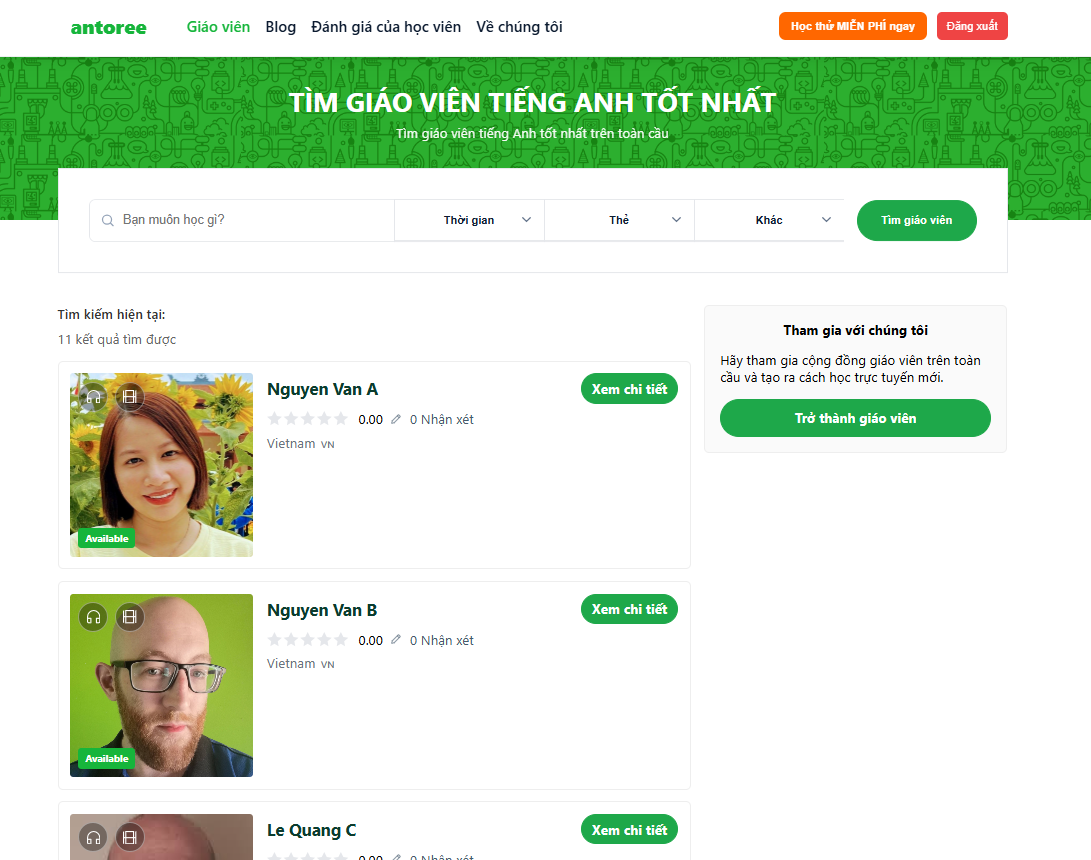 antoree
Giáo viên
Blog
Đánh giá của học viên
Về chúng tôi
Học thử MIỄN PHÍ ngay
Đăng xuất
TÌM GIÁO VIÊN TIẾNG ANH TỐT NHẤT
Tìm giáo viên tiếng Anh tốt nhất trên toàn cầu
Bạn muốn học gì?
Thời gian
Thẻ
Khác
Tìm giáo viên
Tìm kiếm hiện tại:
11 kết quả tìm được
Nguyen Van A
Xem chi tiết
0.00
0 Nhận xét
Vietnam VN
Available
Nguyen Van B
Xem chi tiết
0.00
0 Nhận xét
Vietnam VN
Available
Le Quang C
Xem chi tiết
0.00
0 Nhận xét
Tham gia với chúng tôi
Hãy tham gia cộng đồng giáo viên trên toàn
cầu và tạo ra cách học trực tuyến mới.
Trở thành giáo viên